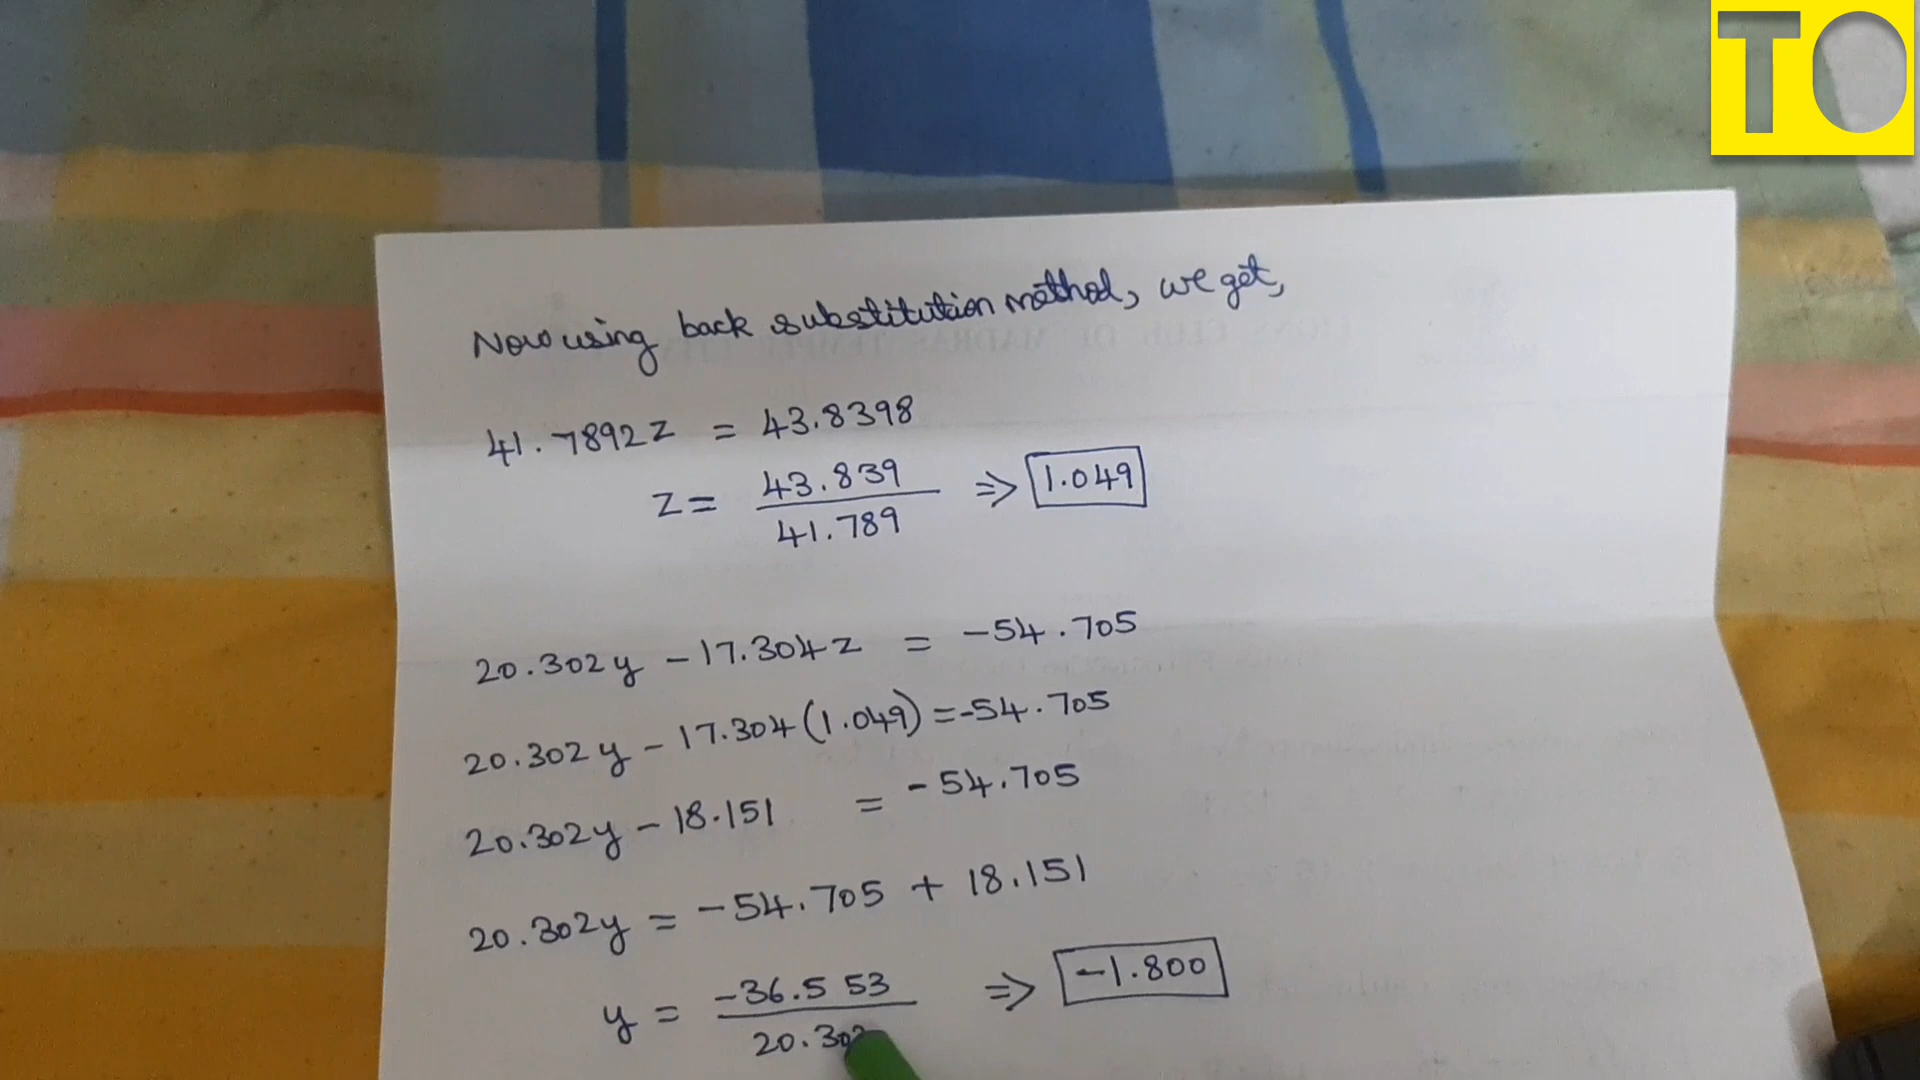 TO
Now using back substitution method, we get,
41.7892z = 43.8398
z = 43.839 / 41.789 ⇒ 1.049
20.302y - 17.304z = -54.705
20.302y - 17.304(1.049) = -54.705
20.302y - 18.151 = -54.705
20.302y = -54.705 + 18.151
y = -36.553 / 20.302 ⇒ -1.800